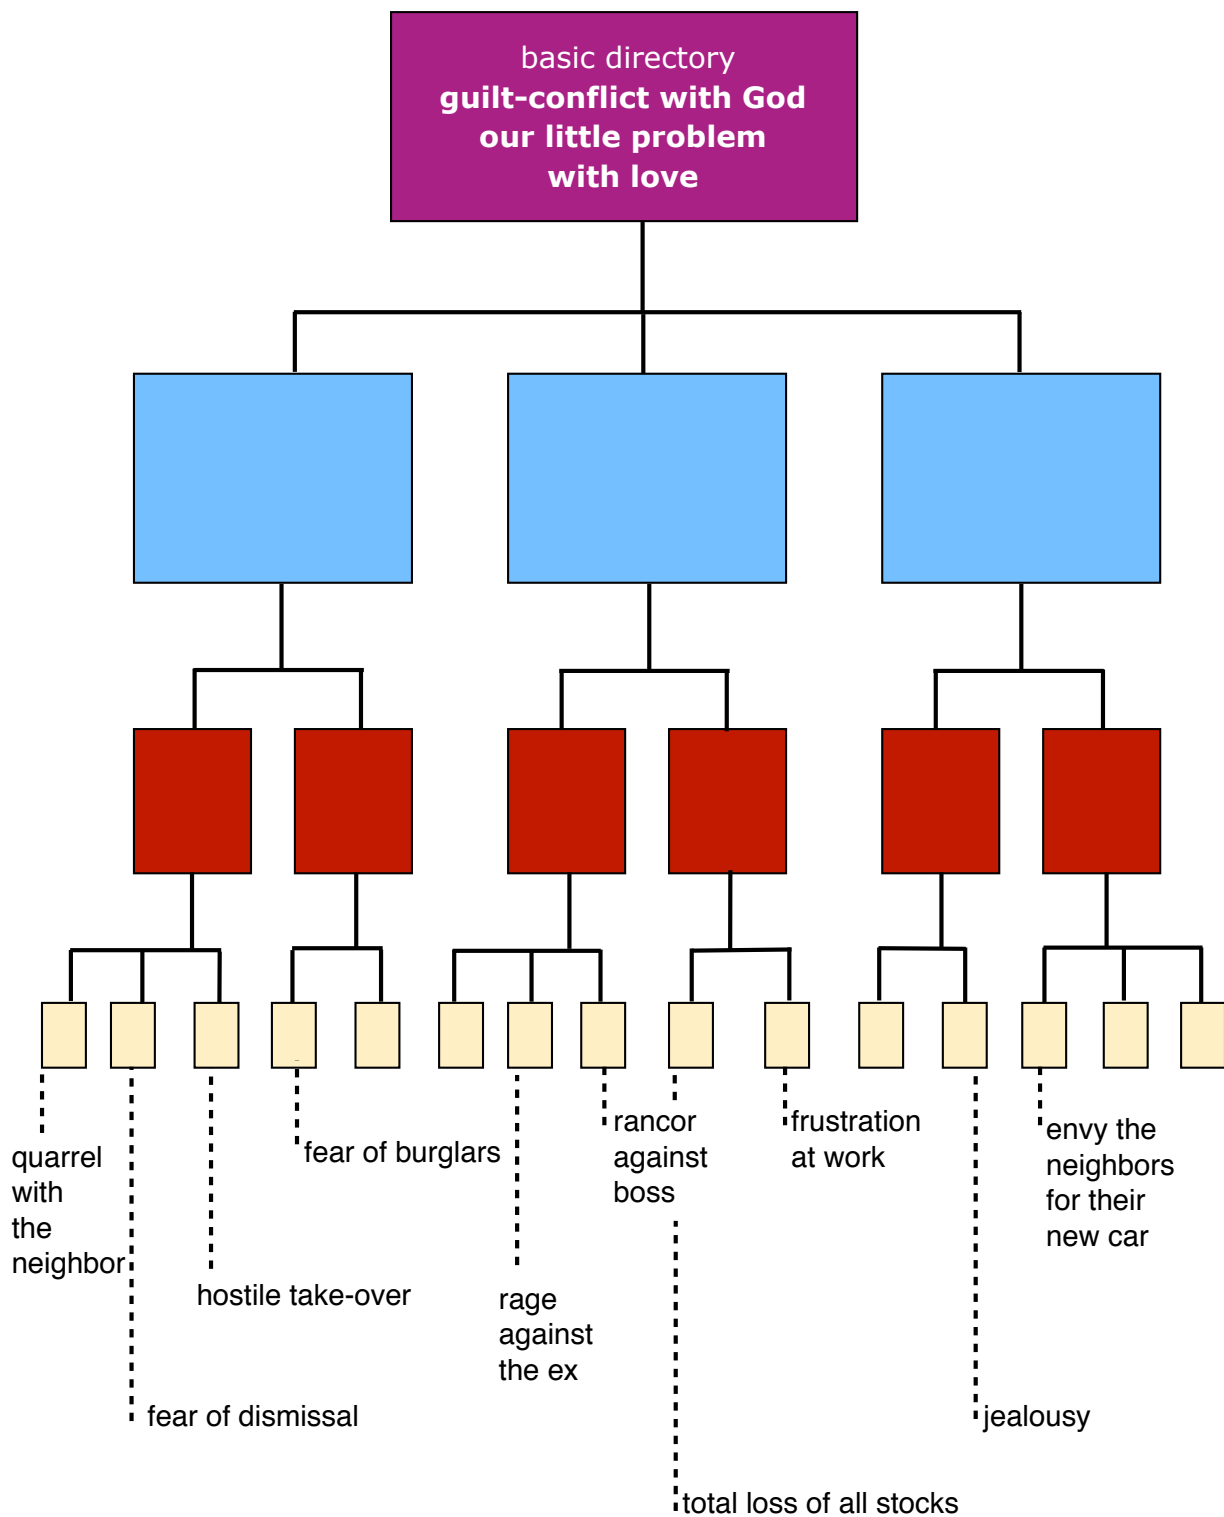 basic directory
guilt-conflict with God
our little problem
with love
quarrel
with
the
neighbor
fear of burglars
rancor
against
boss
frustration
at work
envy the
neighbors
for their
new car
hostile take-over
rage
against
the ex
fear of dismissal
jealousy
total loss of all stocks